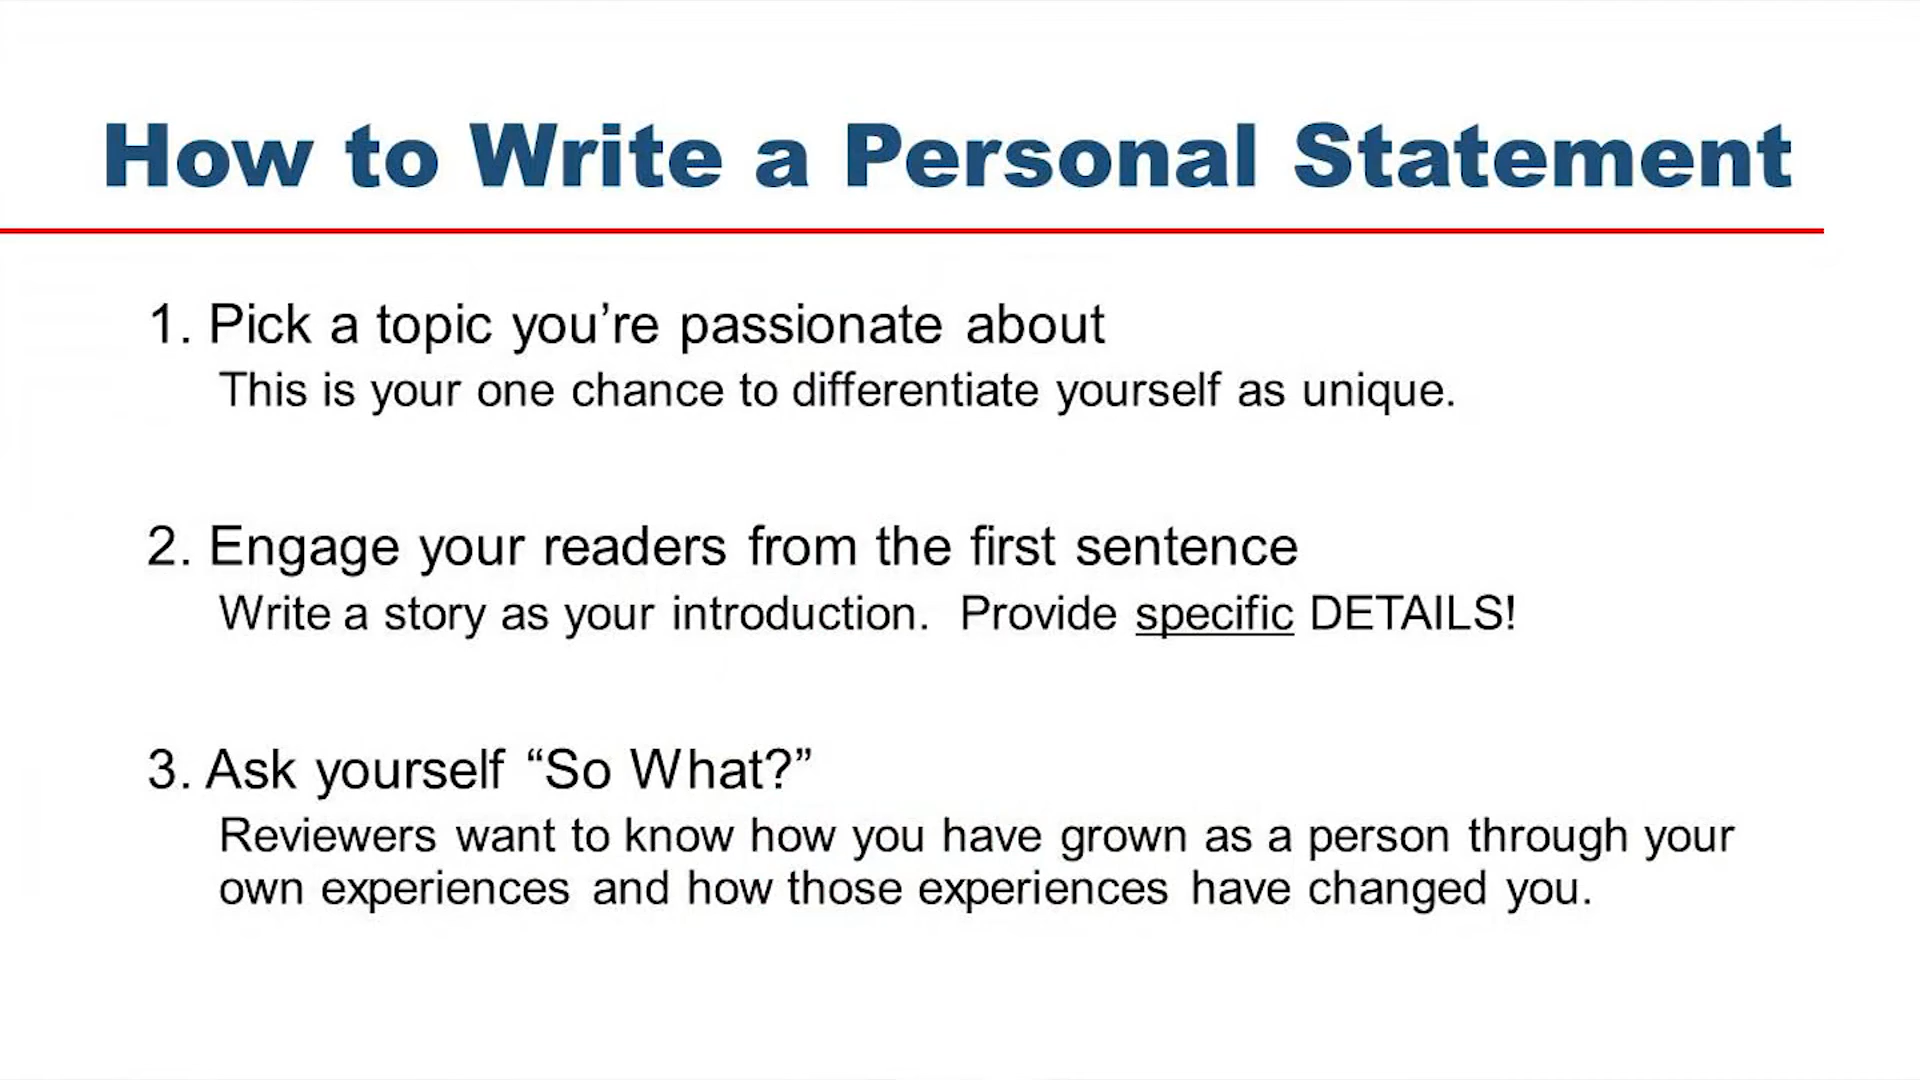 How to Write a Personal Statement
1. Pick a topic you’re passionate about
This is your one chance to differentiate yourself as unique.
2. Engage your readers from the first sentence
Write a story as your introduction.  Provide specific DETAILS!
3. Ask yourself “So What?”
Reviewers want to know how you have grown as a person through your
own experiences and how those experiences have changed you.